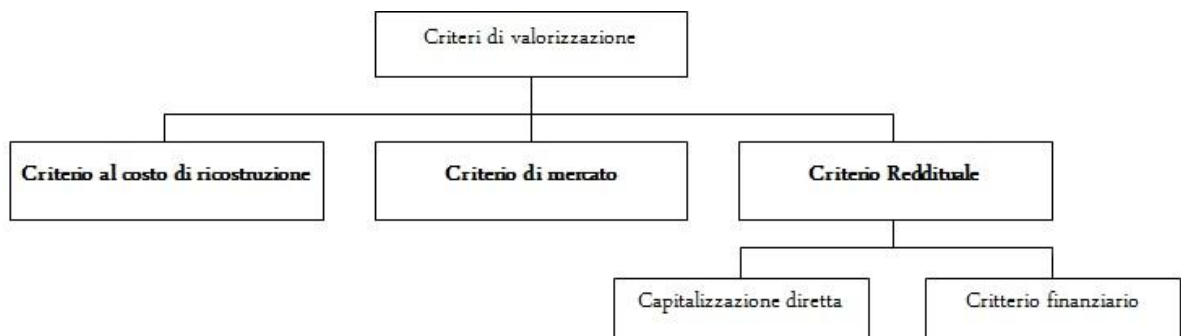 Criteri di valorizzazione
Criterio al costo di ricostruzione
Criterio di mercato
Criterio Reddituale
Capitalizzazione diretta
Critterio finanziario